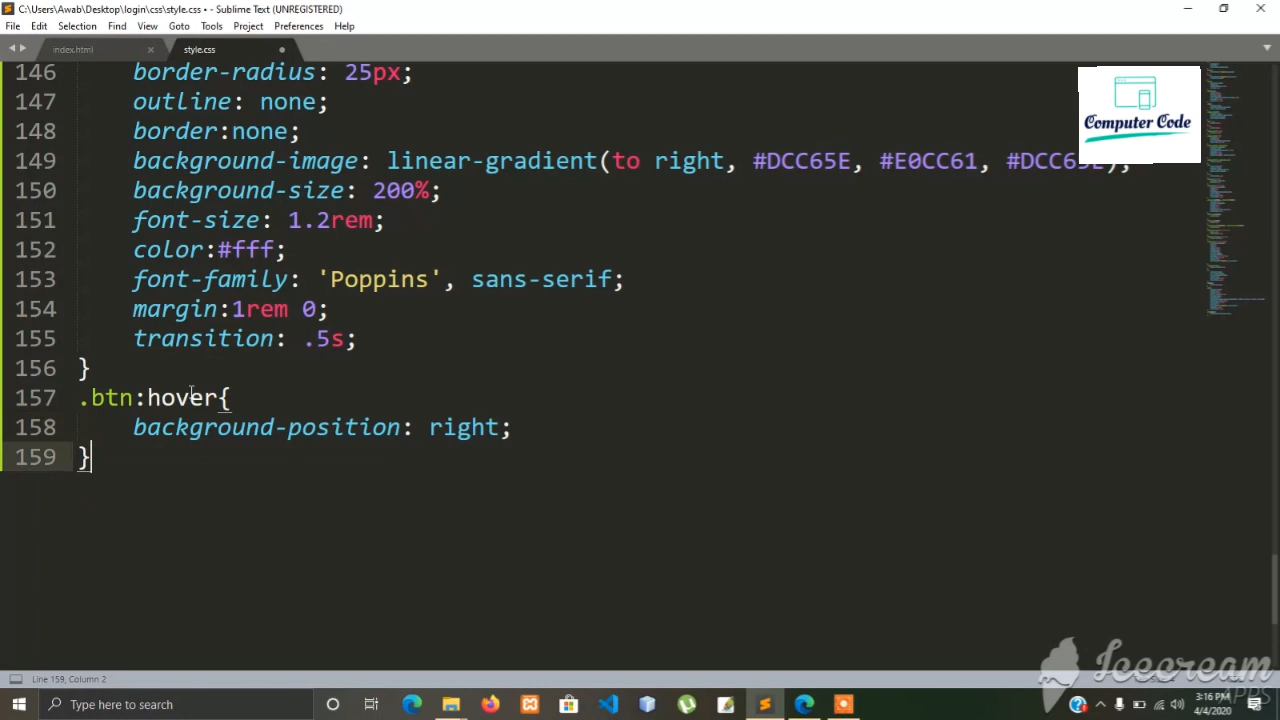 C:\Users\Awab\Desktop\login\css\style.css • - Sublime Text (UNREGISTERED)
File Edit Selection Find View Goto Tools Project Preferences Help
index.html style.css
146 border-radius: 25px;
147 outline: none;
148 border:none;
149 background-image: linear-gradient(to right, #DCC65E, #E0CC61, #DCC65E);
150 background-size: 200%;
151 font-size: 1.2rem;
152 color:#fff;
153 font-family: 'Poppins', sans-serif;
154 margin:1rem 0;
155 transition: .5s;
156 }
157 .btn:hover{
158 background-position: right;
159 }
Computer Code
Line 159, Column 2
Icecream
APPS
Type here to search
3:16 PM
4/4/2020